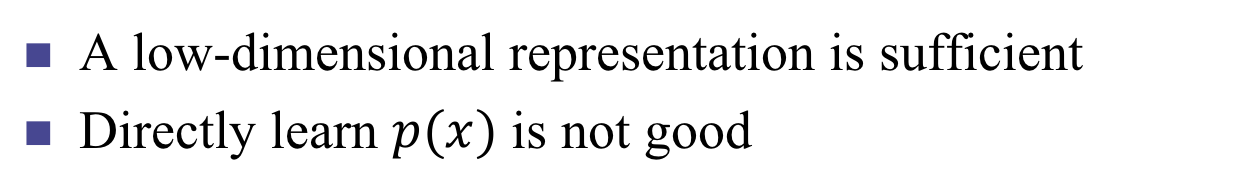 ■ A low-dimensional representation is sufficient
■ Directly learn p(x) is not good